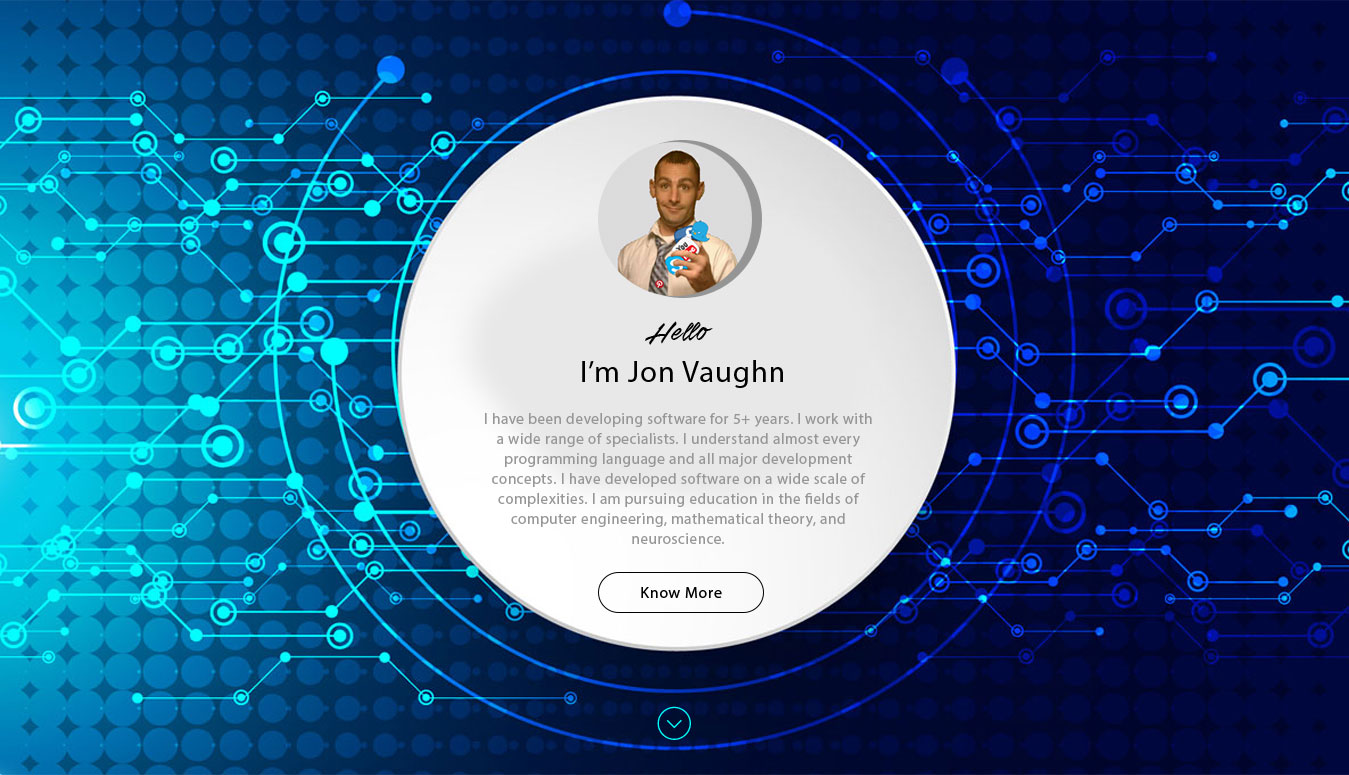 You
Hello
I’m Jon Vaughn
I have been developing software for 5+ years. I work with
a wide range of specialists. I understand almost every
programming language and all major development
concepts. I have developed software on a wide scale of
complexities. I am pursuing education in the fields of
computer engineering, mathematical theory, and
neuroscience.
Know More